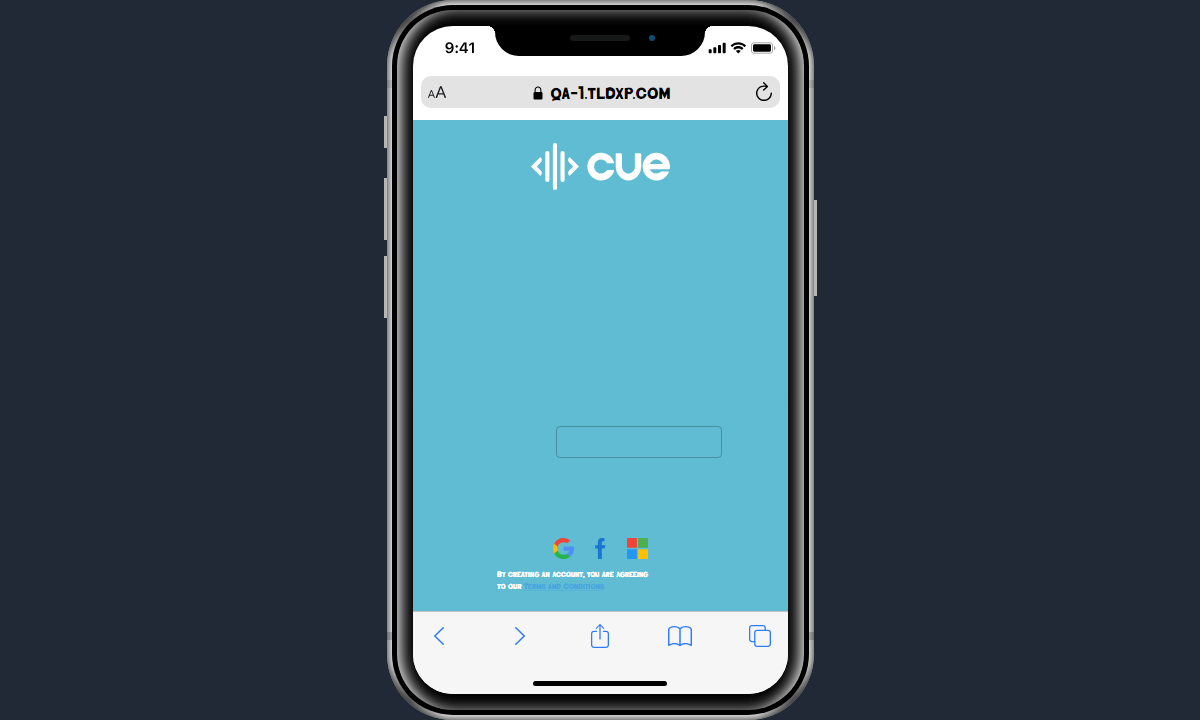 9:41
AA
QA-1.TLDXP.COM
cue
By creating an account, you are agreeing
to our Terms and Conditions